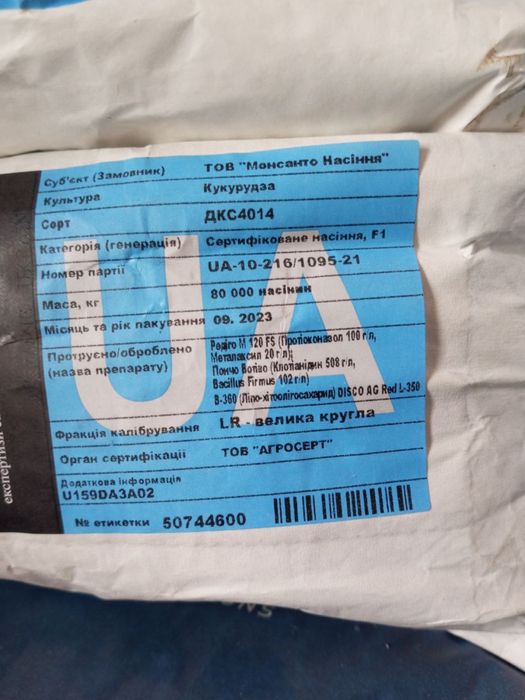 Суб'єкт (Замовник) ТОВ "Монсанто Насіння"
Культура Кукурудза
Сорт ДКС4014
Категорія (генерація) Сертифіковане насіння, F1
Номер партії UA-10-216/1095-21
Маса, кг 80 000 насінин
Місяць та рік пакування 09. 2023
Протруєно/оброблено
(назва препарату)
Редіго М 120 FS (Протіоконазол 100 г/л,
Металаксил 20 г/л);
Пончо Вотіво (Клотіанідин 508 г/л,
Bacillus Firmus 102 г/л)
B-360 (Ліпо-хітоолігосахарид) DISCO AG Red L-350
Фракція калібрування LR - велика кругла
Орган сертифікації ТОВ "АГРОСЕРТ"
Додаткова інформація
U159DA3A02
№ етикетки 50744600
UA
експертизи